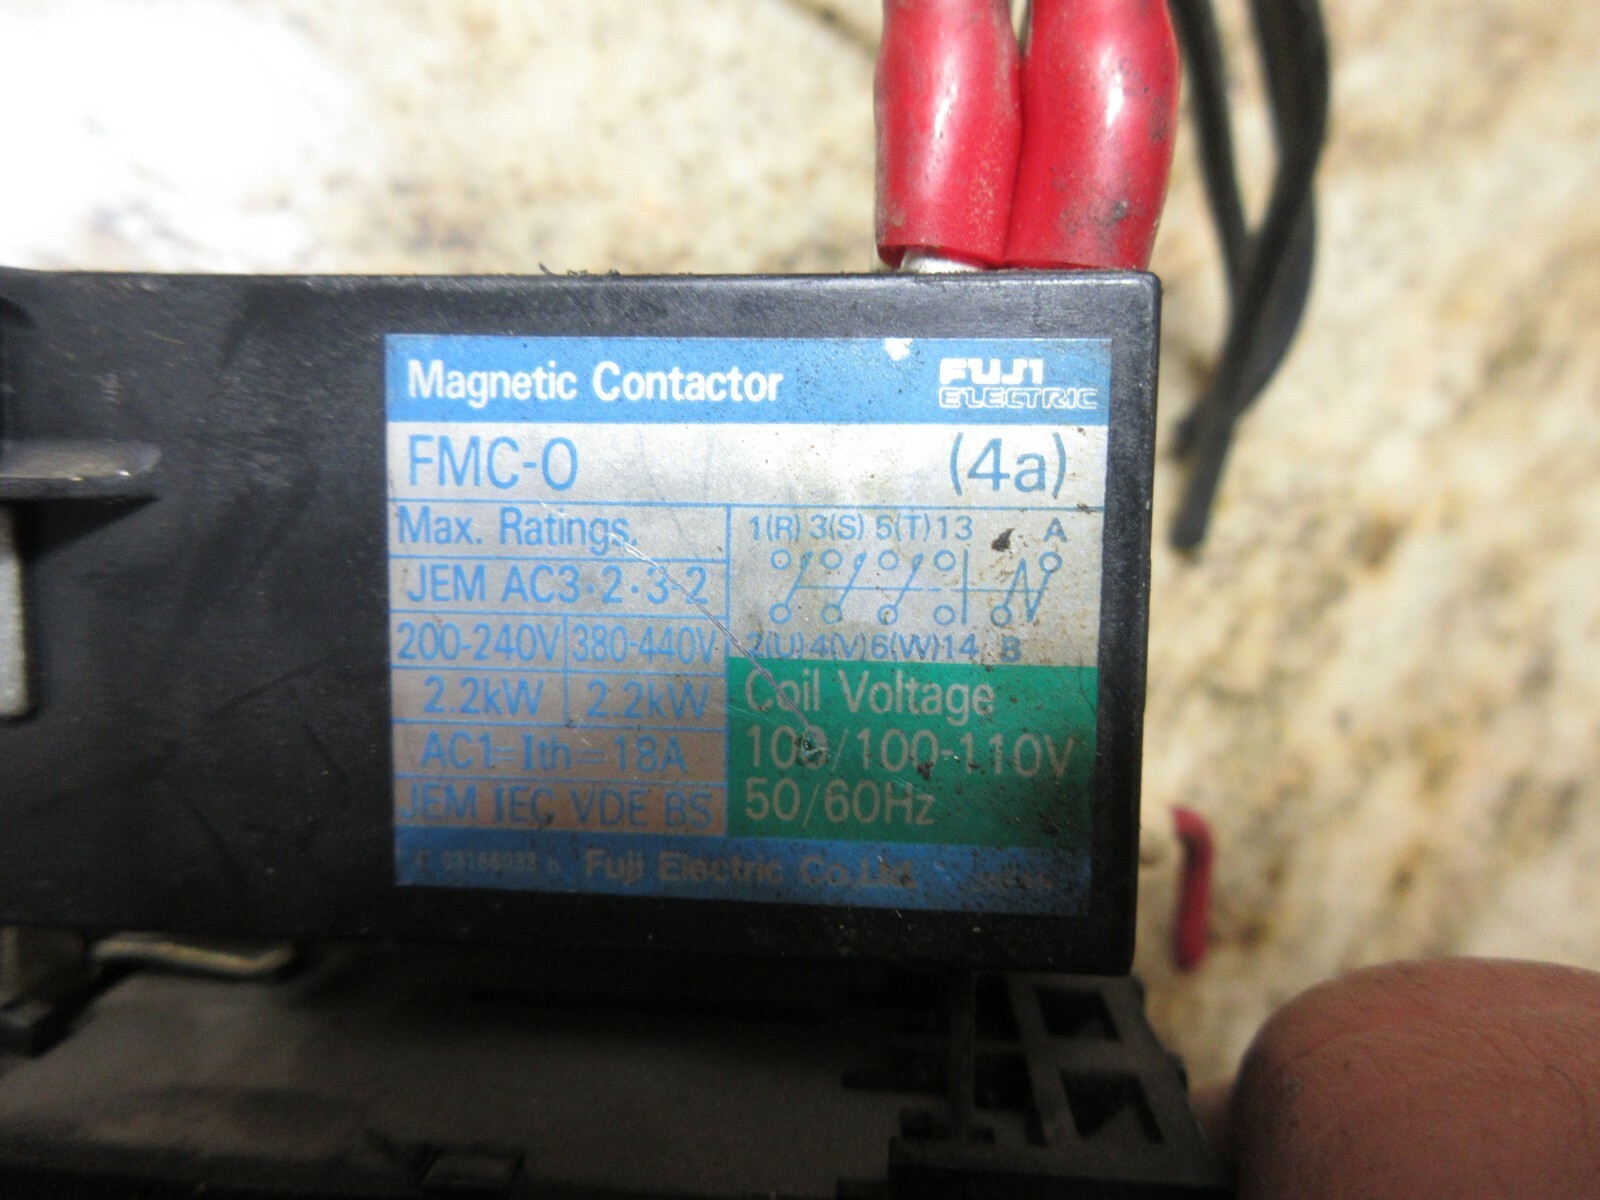 Magnetic Contactor
FUJI
ELECTRIC
FMC-0 (4a)
Max. Ratings.
JEM AC3·2·3-2
200-240V 380-440V
2.2kW 2.2kW
AC1=Ith=18A
JEM IEC VDE BS
1(R) 3(S) 5(T) 13 A
2(U) 4(V) 6(W) 14 B
Coil Voltage
100/100-110V
50/60Hz
Fuji Electric Co.,Ltd.